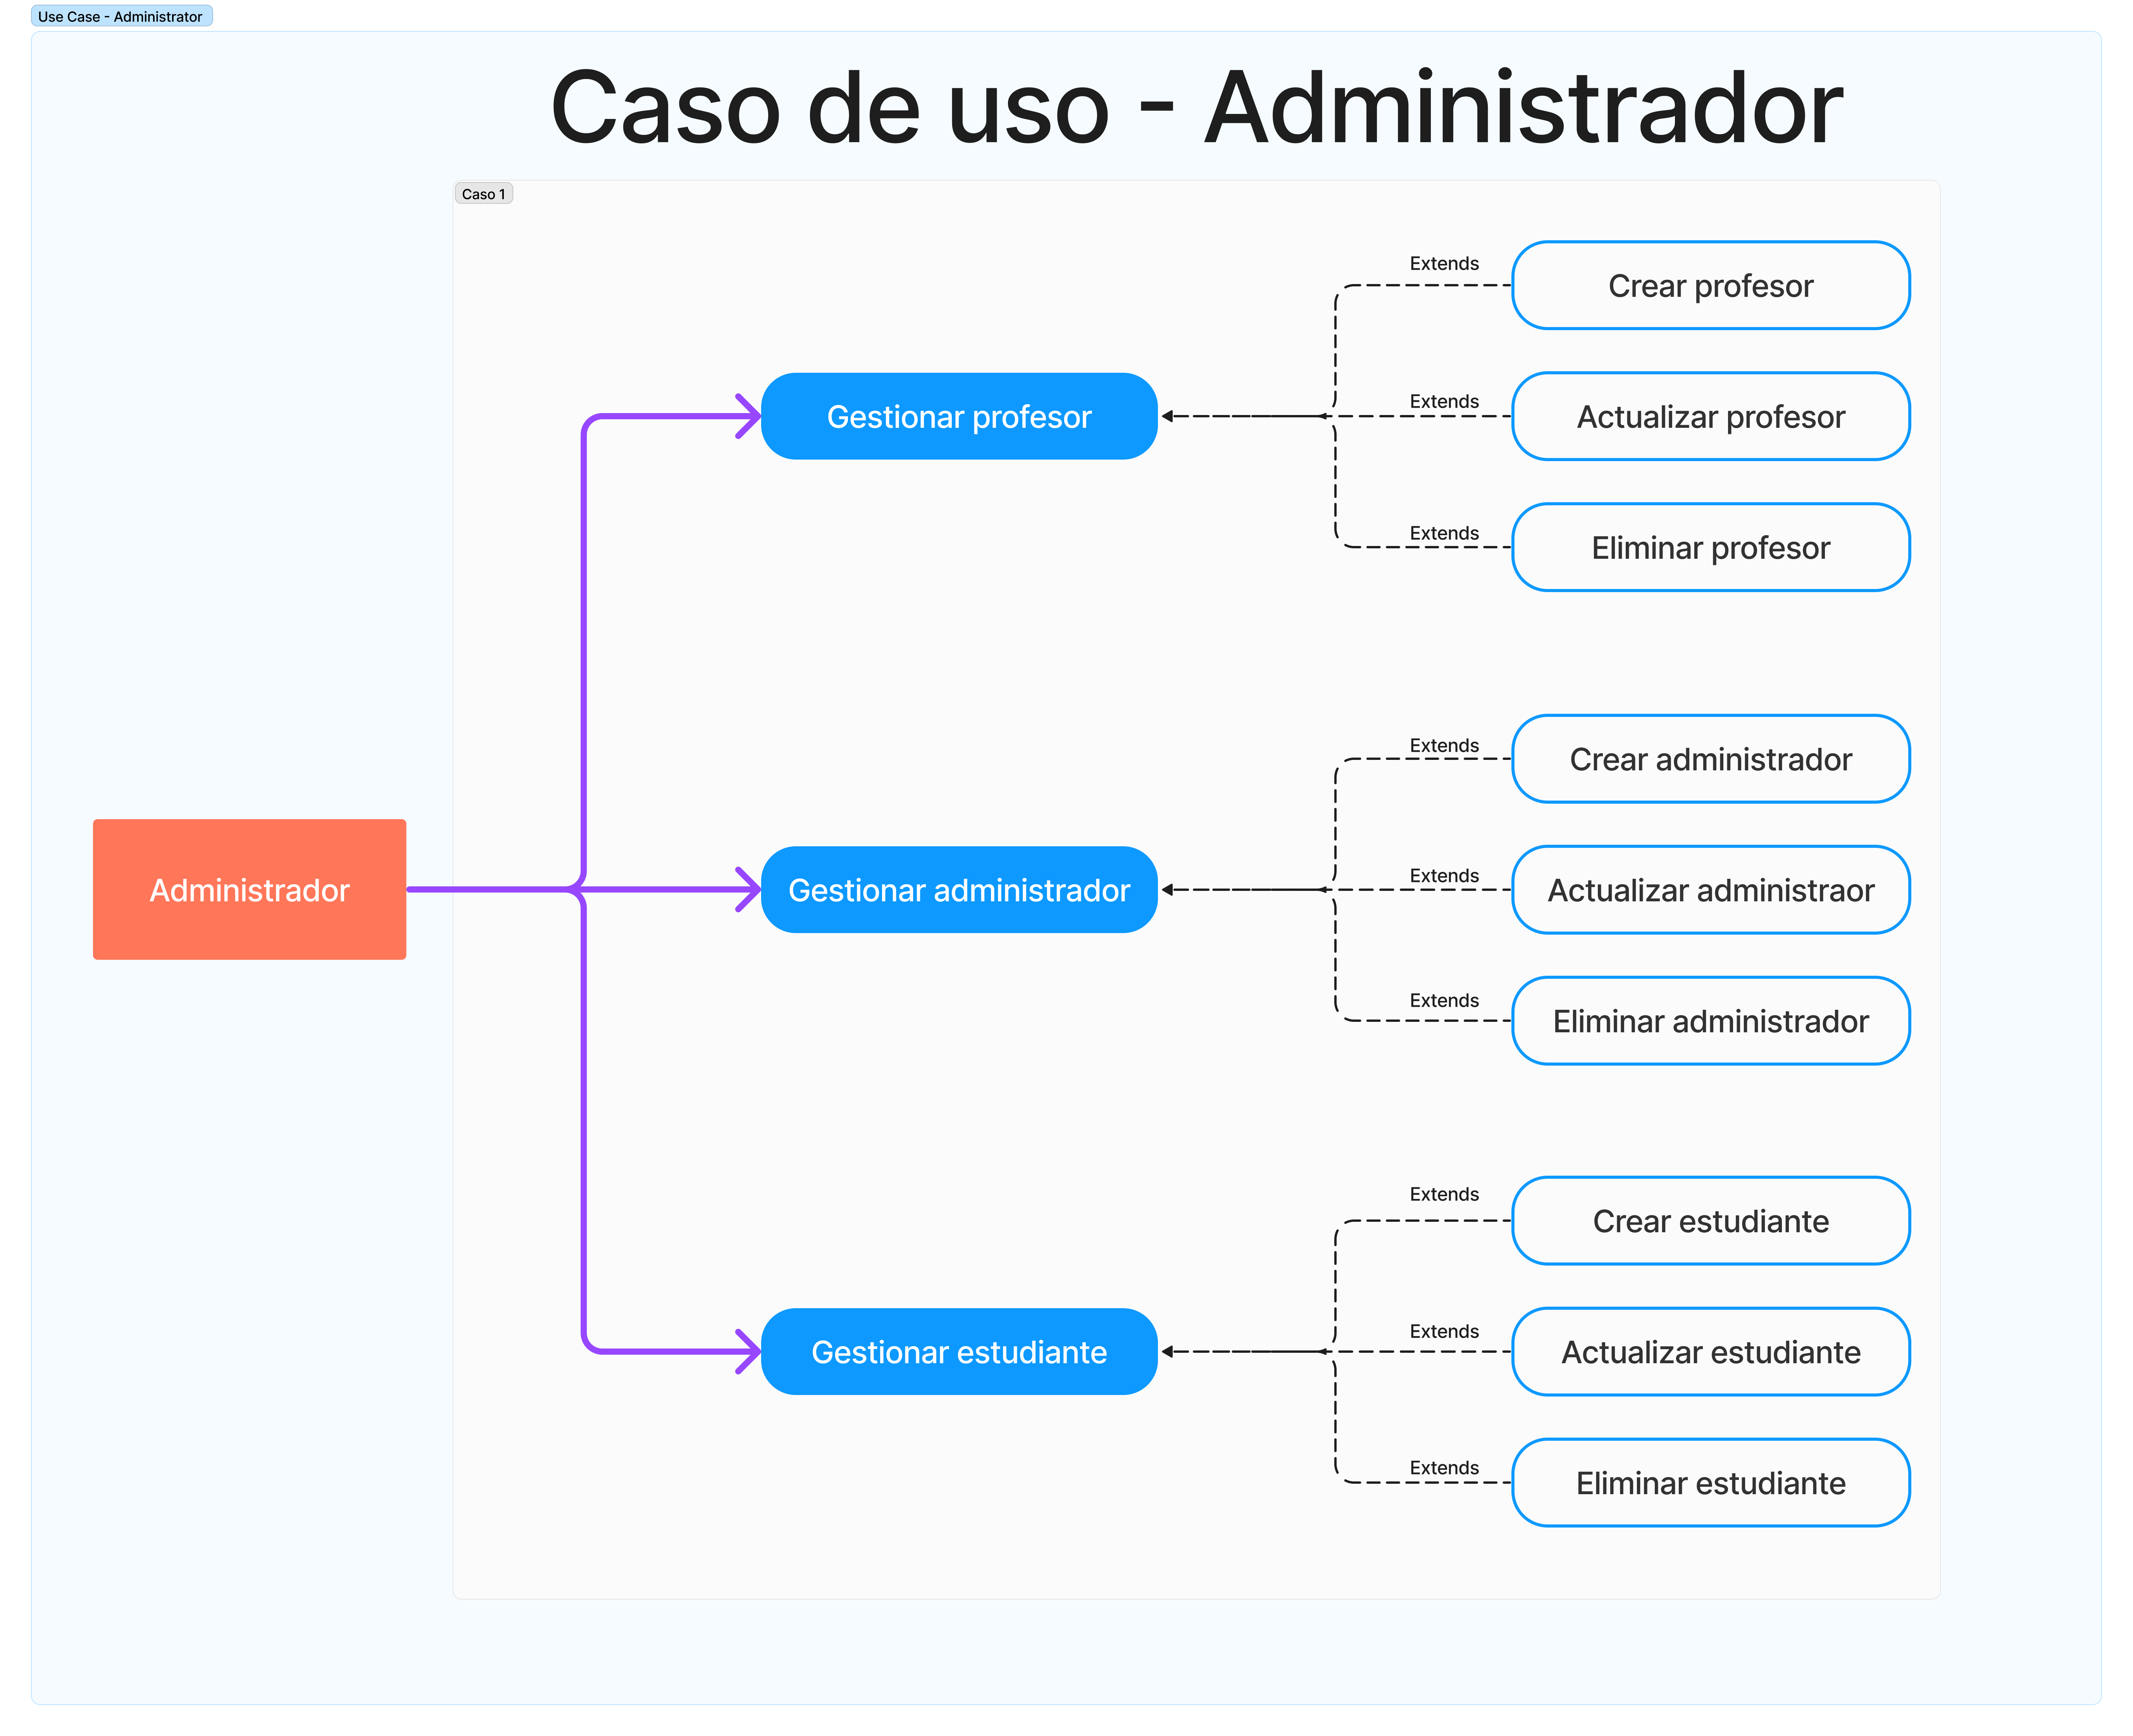 Use Case - Administrator
Caso de uso - Administrador
Caso 1
Extends
Crear profesor
Gestionar profesor
Extends
Actualizar profesor
Extends
Eliminar profesor
Extends
Crear administrador
Administrador
Gestionar administrador
Extends
Actualizar administraor
Extends
Eliminar administrador
Extends
Crear estudiante
Gestionar estudiante
Extends
Actualizar estudiante
Extends
Eliminar estudiante